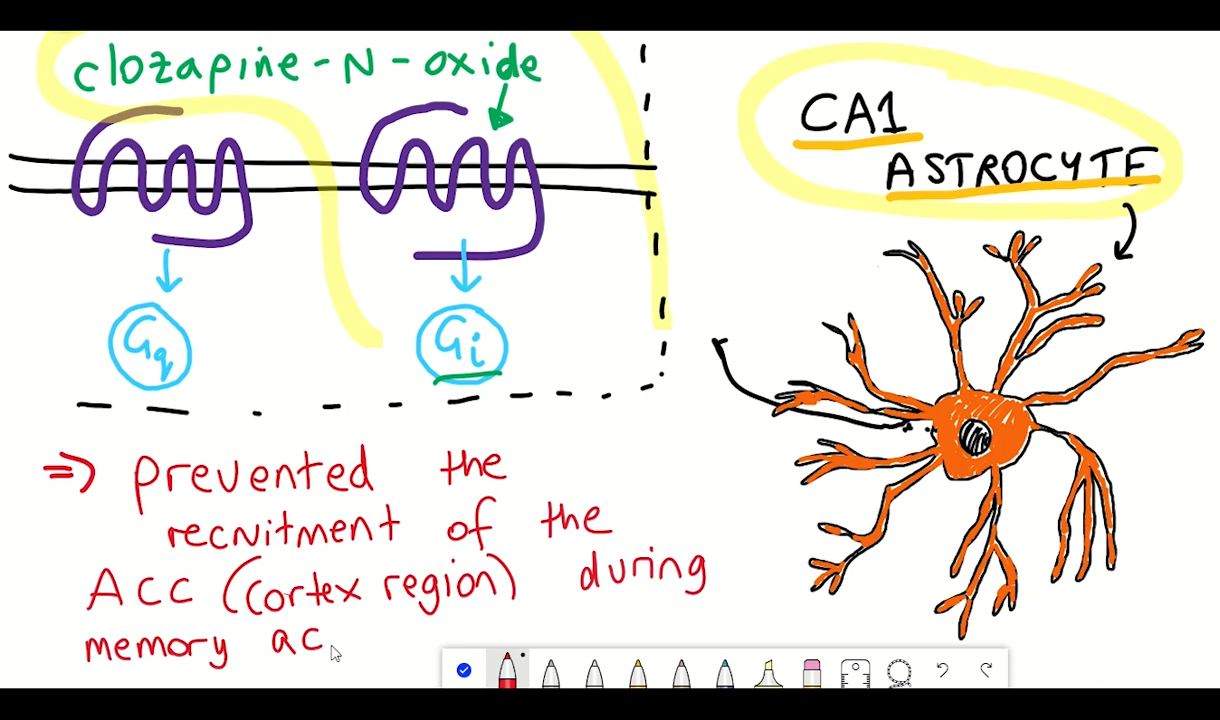 clozapine-N-oxide
CA1
ASTROCYTE
Gq
Gi
=> prevented the
recruitment of the
ACC (cortex region) during
memory ac